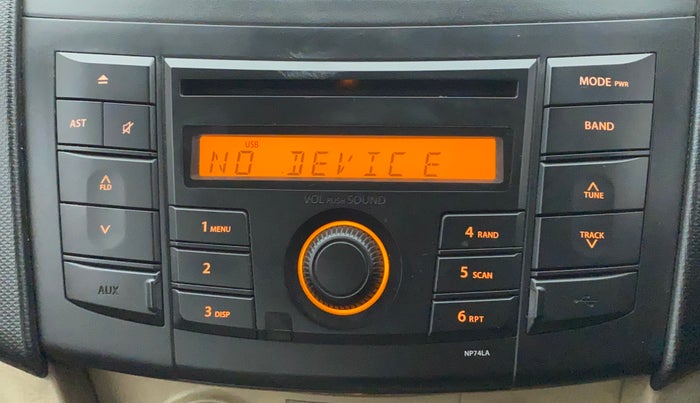 MODE PWR
AST
BAND
USB
NO DEVICE
FLD
TUNE
VOL PUSH SOUND
1 MENU
4 RAND
TRACK
2
5 SCAN
AUX
3 DISP
6 RPT
NP74LA